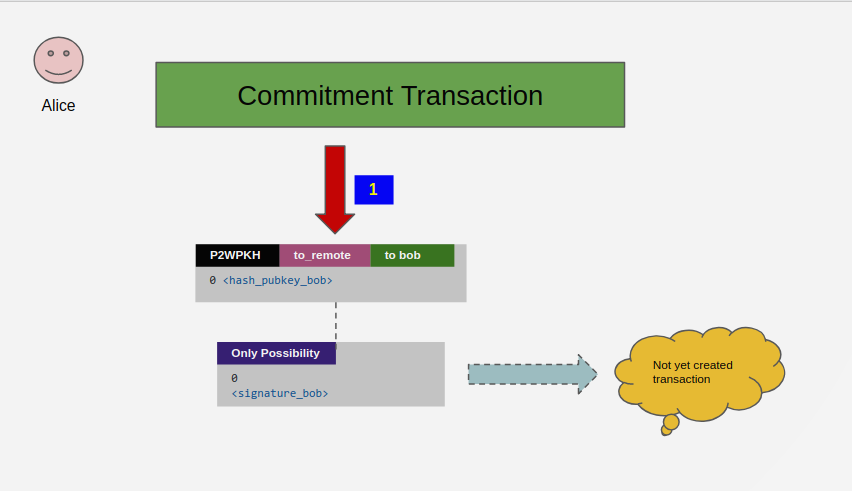 Alice
Commitment Transaction
1
P2WPKH to_remote to bob
0 <hash_pubkey_bob>
Only Possibility
0
<signature_bob>
Not yet created
transaction